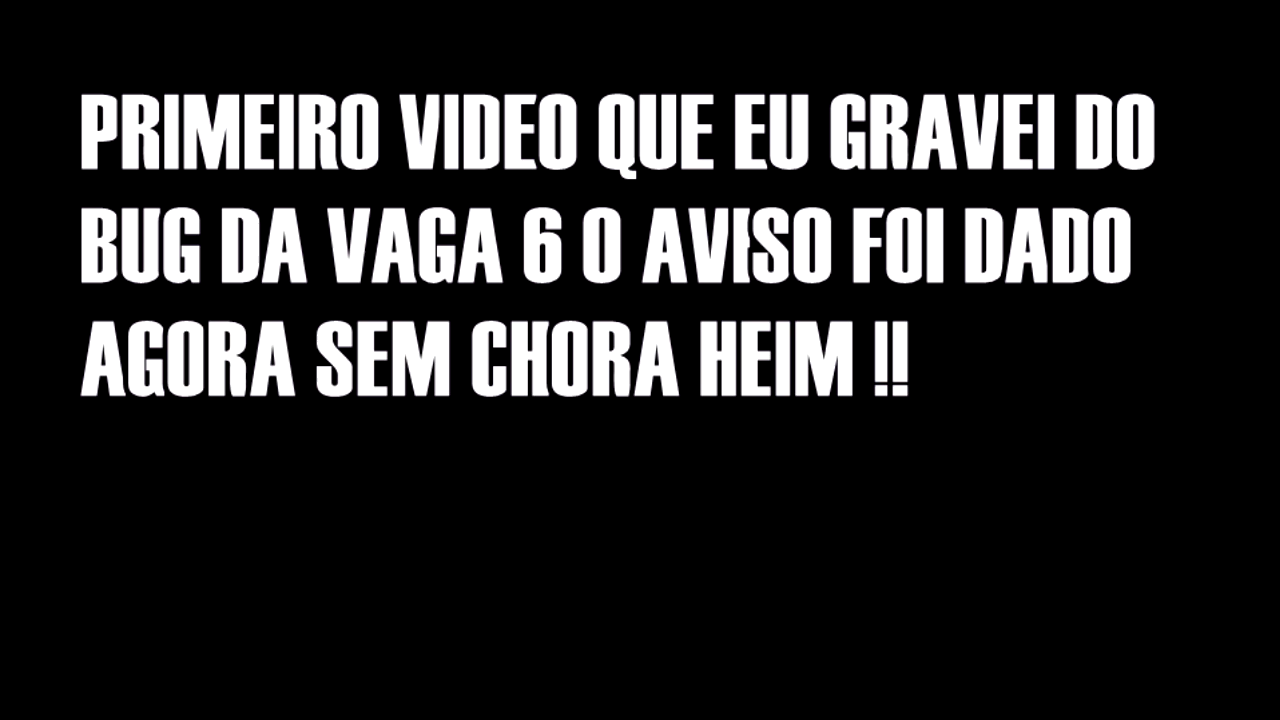 PRIMEIRO VIDEO QUE EU GRAVEI DO
BUG DA VAGA 6 O AVISO FOI DADO
AGORA SEM CHORA HEIM !!